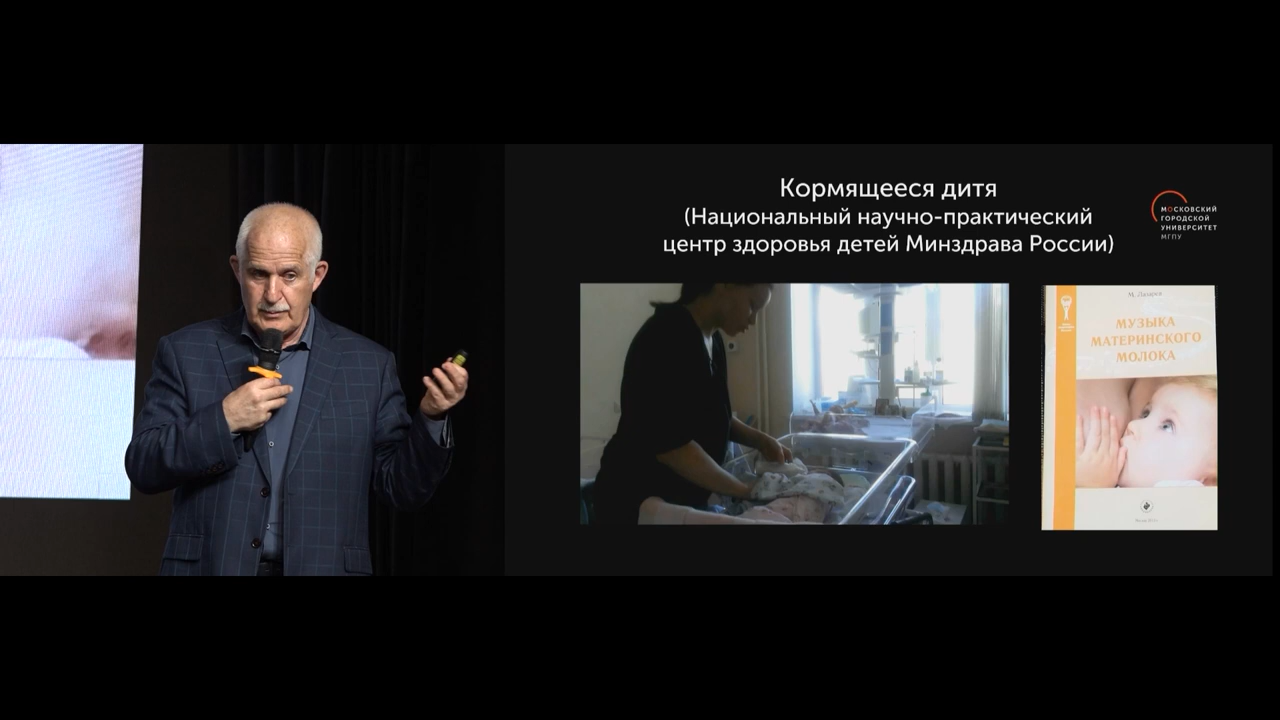 Кормящееся дитя
(Национальный научно-практический
центр здоровья детей Минздрава России)
МОСКОВСКИЙ
ГОРОДСКОЙ
УНИВЕРСИТЕТ
МГПУ
М. Лазарев
МУЗЫКА
МАТЕРИНСКОГО
МОЛОКА